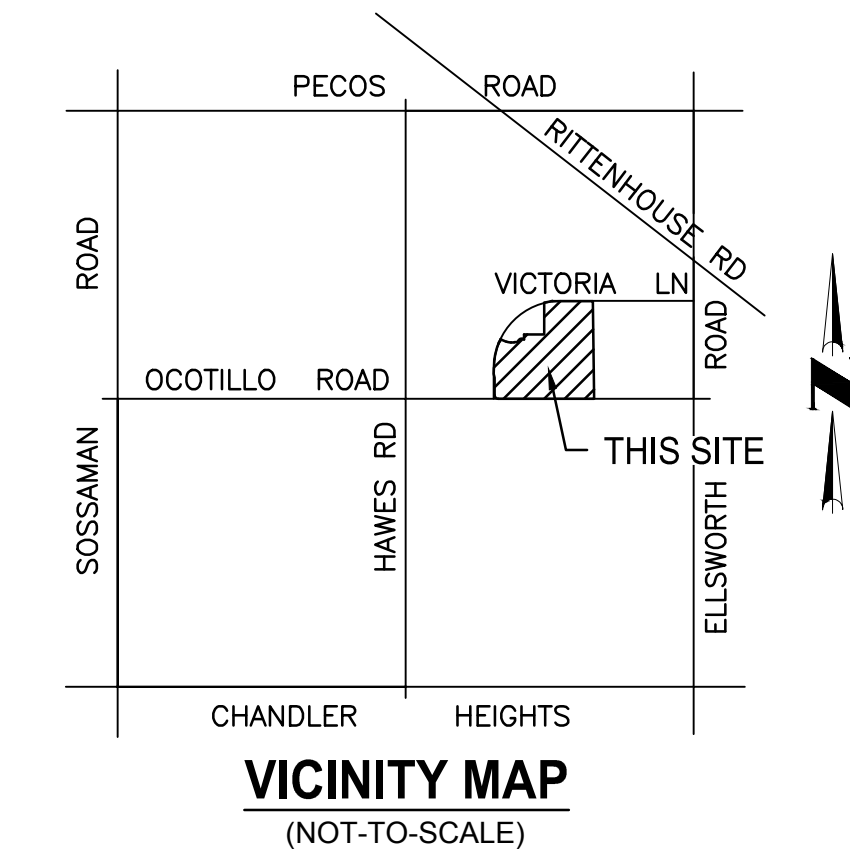 PECOS ROAD
RITTENHOUSE RD
ROAD
VICTORIA LN
ROAD
OCOTILLO ROAD
THIS SITE
SOSSAMAN
HAWES RD
ELLSWORTH
CHANDLER HEIGHTS
VICINITY MAP
(NOT-TO-SCALE)
N